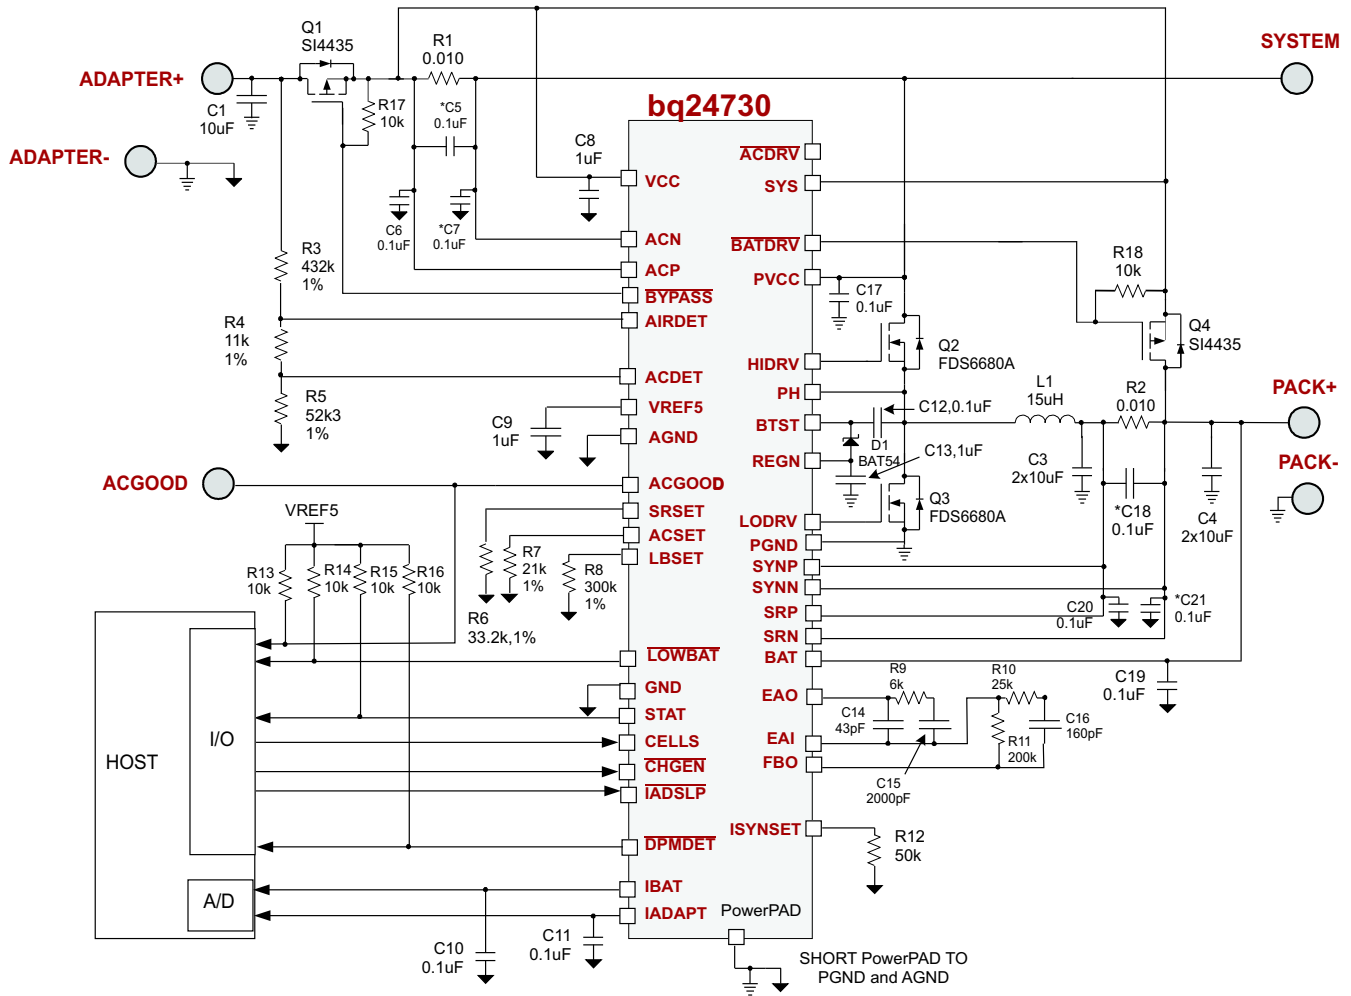 Q1
SI4435
R1
0.010
SYSTEM
ADAPTER+
C1
10uF
R17
10k
*C5
0.1uF
bq24730
ADAPTER-
C8
1uF
VCC
ACDRV
SYS
C6
0.1uF
*C7
0.1uF
ACN
ACP
BYPASS
AIRDET
BATDRV
PVCC
R18
10k
R3
432k
1%
C17
0.1uF
R4
11k
1%
Q2
FDS6680A
Q4
SI4435
HIDRV
ACDET
PH
R5
52k3
1%
VREF5
C9
1uF
AGND
BTST
C12,0.1uF
L1
15uH
R2
0.010
PACK+
D1
BAT54
C13,1uF
REGN
C3
2x10uF
PACK-
ACGOOD
ACGOOD
SRSET
ACSET
LBSET
LODRV
PGND
Q3
FDS6680A
*C18
0.1uF
C4
2x10uF
VREF5
R7
21k
1%
R8
300k
1%
SYNP
SYNN
SRP
SRN
BAT
R13
10k
R14
10k
R15
10k
R16
10k
R6
33.2k,1%
C20
0.1uF
*C21
0.1uF
LOWBAT
GND
STAT
CELLS
CHGEN
IADSLP
C19
0.1uF
EAO
EAI
FBO
R9
6k
R10
25k
C14
43pF
R11
200k
C16
160pF
C15
2000pF
I/O
HOST
ISYNSET
R12
50k
DPMDET
IBAT
IADAPT
A/D
PowerPAD
C10
0.1uF
C11
0.1uF
SHORT PowerPAD TO
PGND and AGND